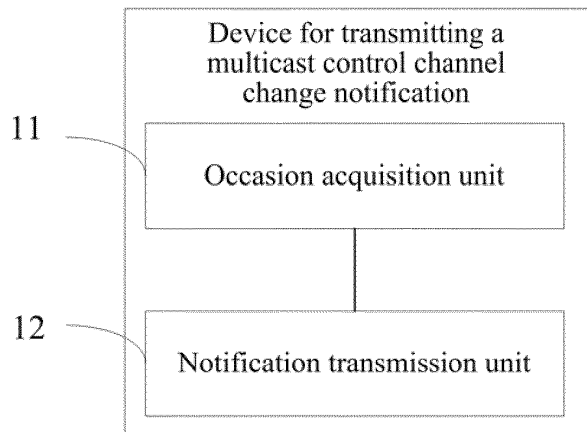 Device for transmitting a
multicast control channel
change notification
11
Occasion acquisition unit
12
Notification transmission unit